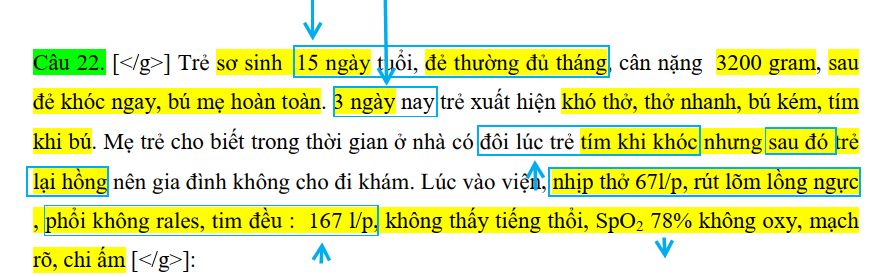 Câu 22. [</g>] Trẻ sơ sinh 15 ngày tuổi, đẻ thường đủ tháng, cân nặng 3200 gram, sau
đẻ khóc ngay, bú mẹ hoàn toàn. 3 ngày nay trẻ xuất hiện khó thở, thở nhanh, bú kém, tím
khi bú. Mẹ trẻ cho biết trong thời gian ở nhà có đôi lúc trẻ tím khi khóc nhưng sau đó trẻ
lại hồng nên gia đình không cho đi khám. Lúc vào viện, nhịp thở 67l/p, rút lõm lồng ngực
, phổi không rales, tim đều : 167 l/p, không thấy tiếng thổi, SpO₂ 78% không oxy, mạch
rõ, chi ấm [</g>]: